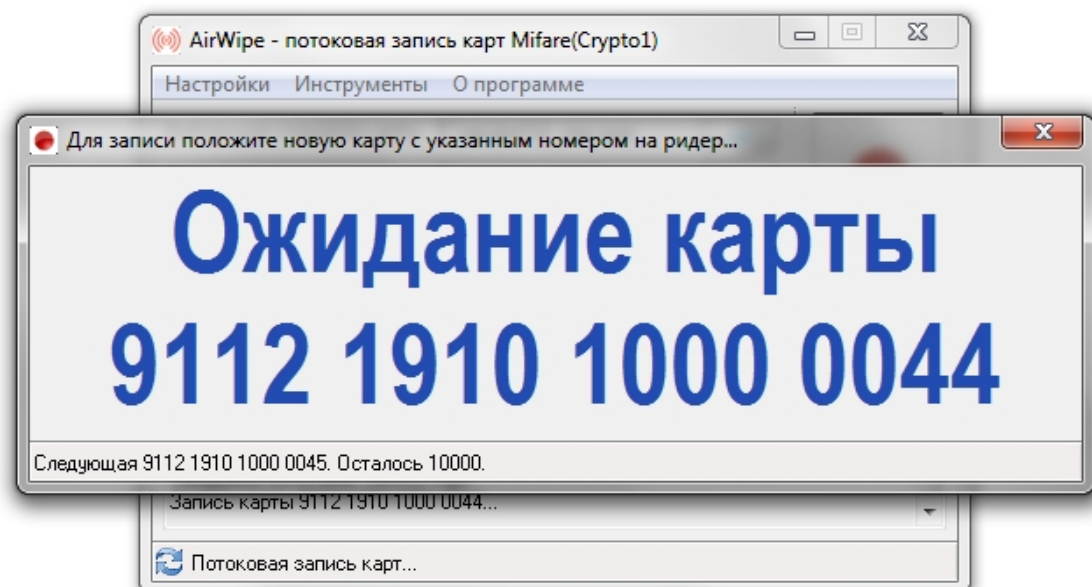 AirWipe - потоковая запись карт Mifare(Crypto1)
Настройки Инструменты О программе
Для записи положите новую карту с указанным номером на ридер...
Ожидание карты
9112 1910 1000 0044
Следующая 9112 1910 1000 0045. Осталось 10000.
Запись карты 9112 1910 1000 0044...
Потоковая запись карт...